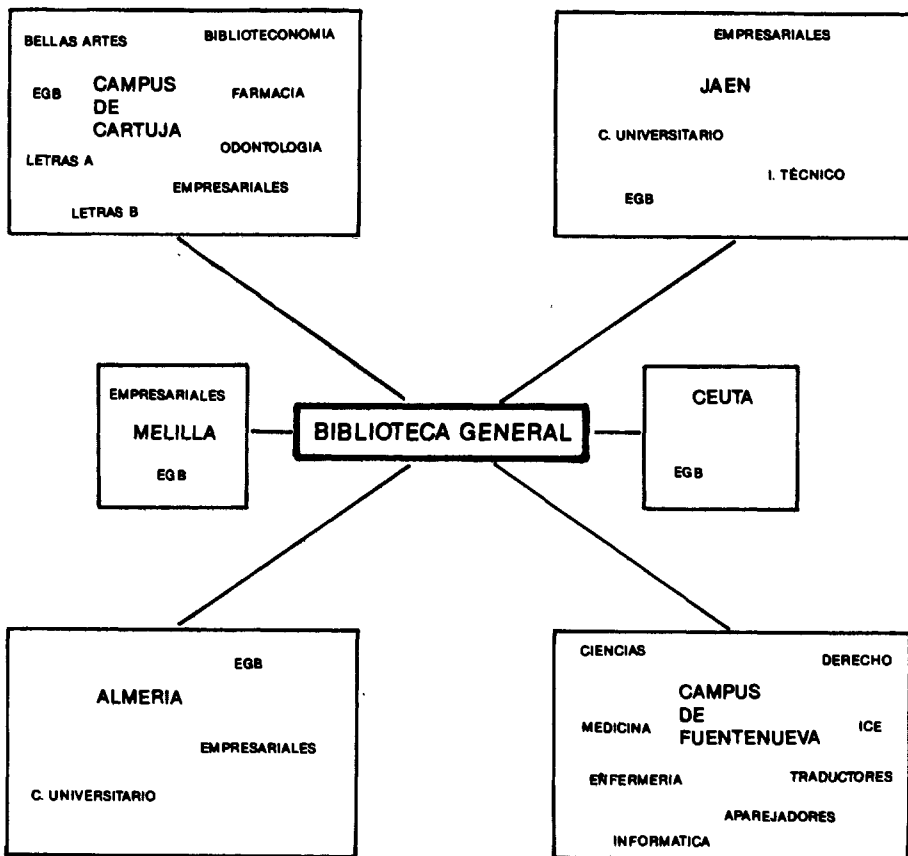 BELLAS ARTES
BIBLIOTECONOMIA
EGB
CAMPUS
DE
CARTUJA
FARMACIA
LETRAS A
ODONTOLOGIA
EMPRESARIALES
LETRAS B
EMPRESARIALES
JAEN
C. UNIVERSITARIO
I. TÉCNICO
EGB
EMPRESARIALES
MELILLA
EGB
BIBLIOTECA GENERAL
CEUTA
EGB
EGB
ALMERIA
EMPRESARIALES
C. UNIVERSITARIO
CIENCIAS
DERECHO
MEDICINA
CAMPUS
DE
FUENTENUEVA
ICE
ENFERMERIA
TRADUCTORES
APAREJADORES
INFORMATICA